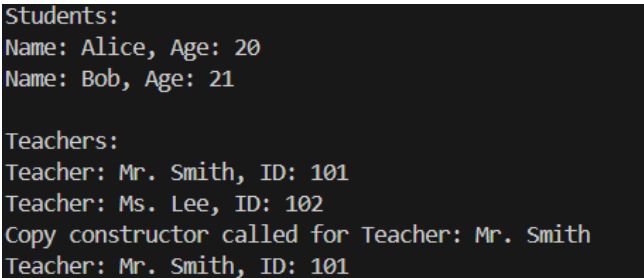 Students:
Name: Alice, Age: 20
Name: Bob, Age: 21

Teachers:
Teacher: Mr. Smith, ID: 101
Teacher: Ms. Lee, ID: 102
Copy constructor called for Teacher: Mr. Smith
Teacher: Mr. Smith, ID: 101